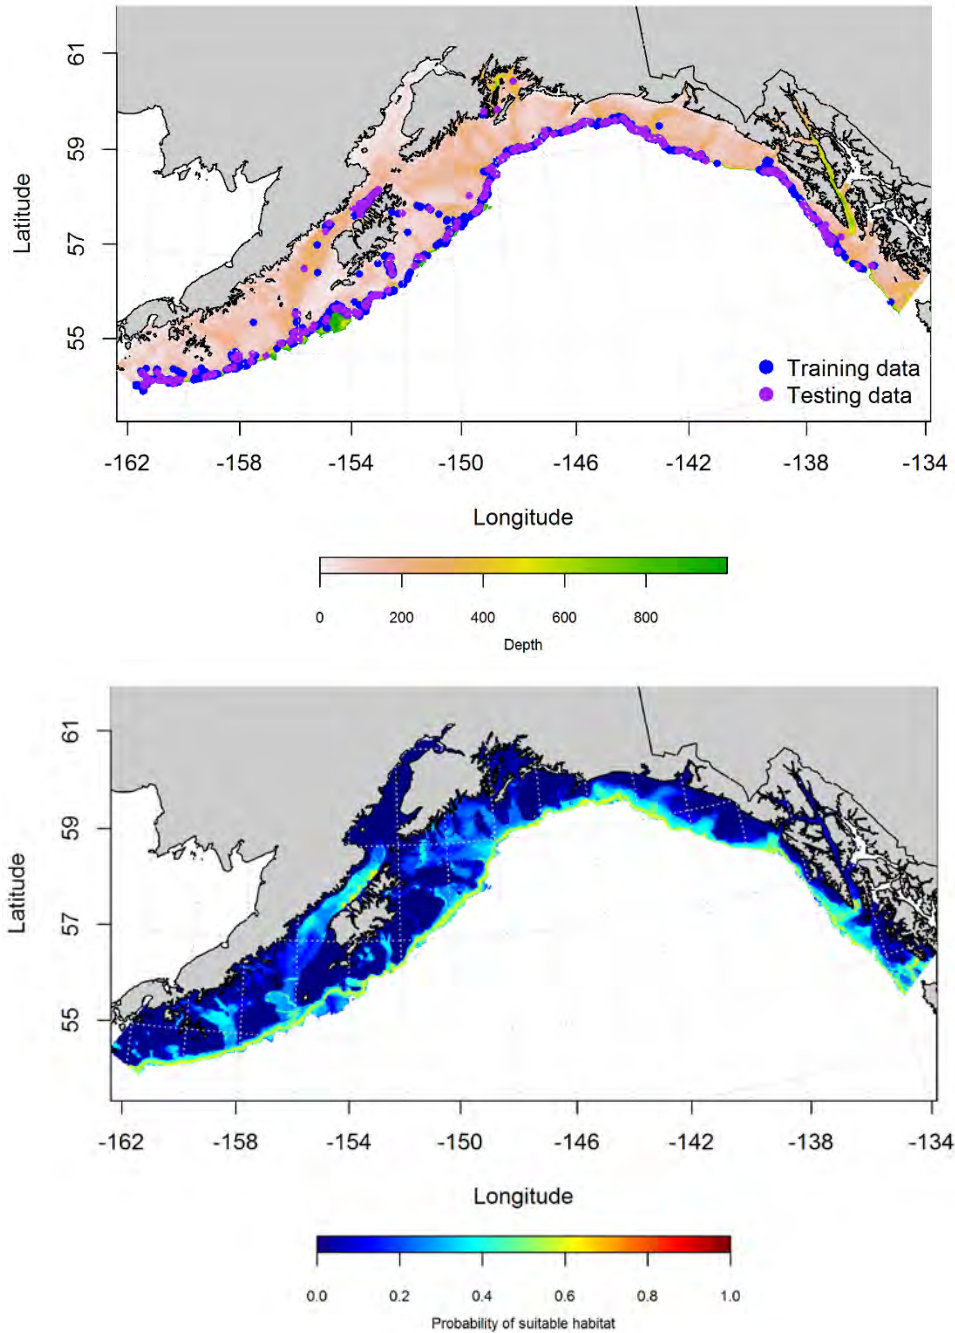 61
59
57
55
Latitude
Training data
Testing data
-162 -158 -154 -150 -146 -142 -138 -134
Longitude
0 200 400 600 800
Depth
61
59
57
55
Latitude
-162 -158 -154 -150 -146 -142 -138 -134
Longitude
0.0 0.2 0.4 0.6 0.8 1.0
Probability of suitable habitat